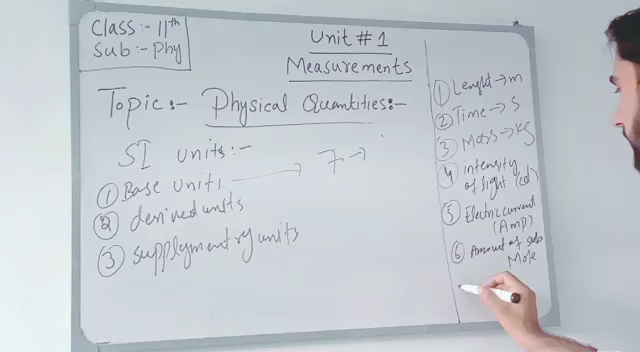 Class:- 11th
Sub:- Phy
Unit # 1
Measurements
Topic:- Physical Quantities:-
SI units:-
① Base units → 7 →
② derived units
③ supplymentry units
① Lenght → m
② Time → s
③ Mass → kg
④ intensity
of light (cd)
⑤ Electric current
(Amp)
⑥ Amount of sub
Mole